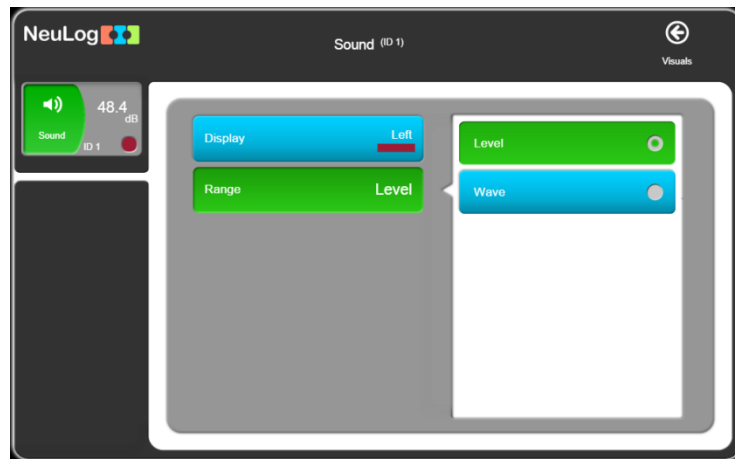 NeuLog
Sound (ID 1)
Visuals
48.4
dB
Sound
ID 1
Display Left
Range Level
Level
Wave